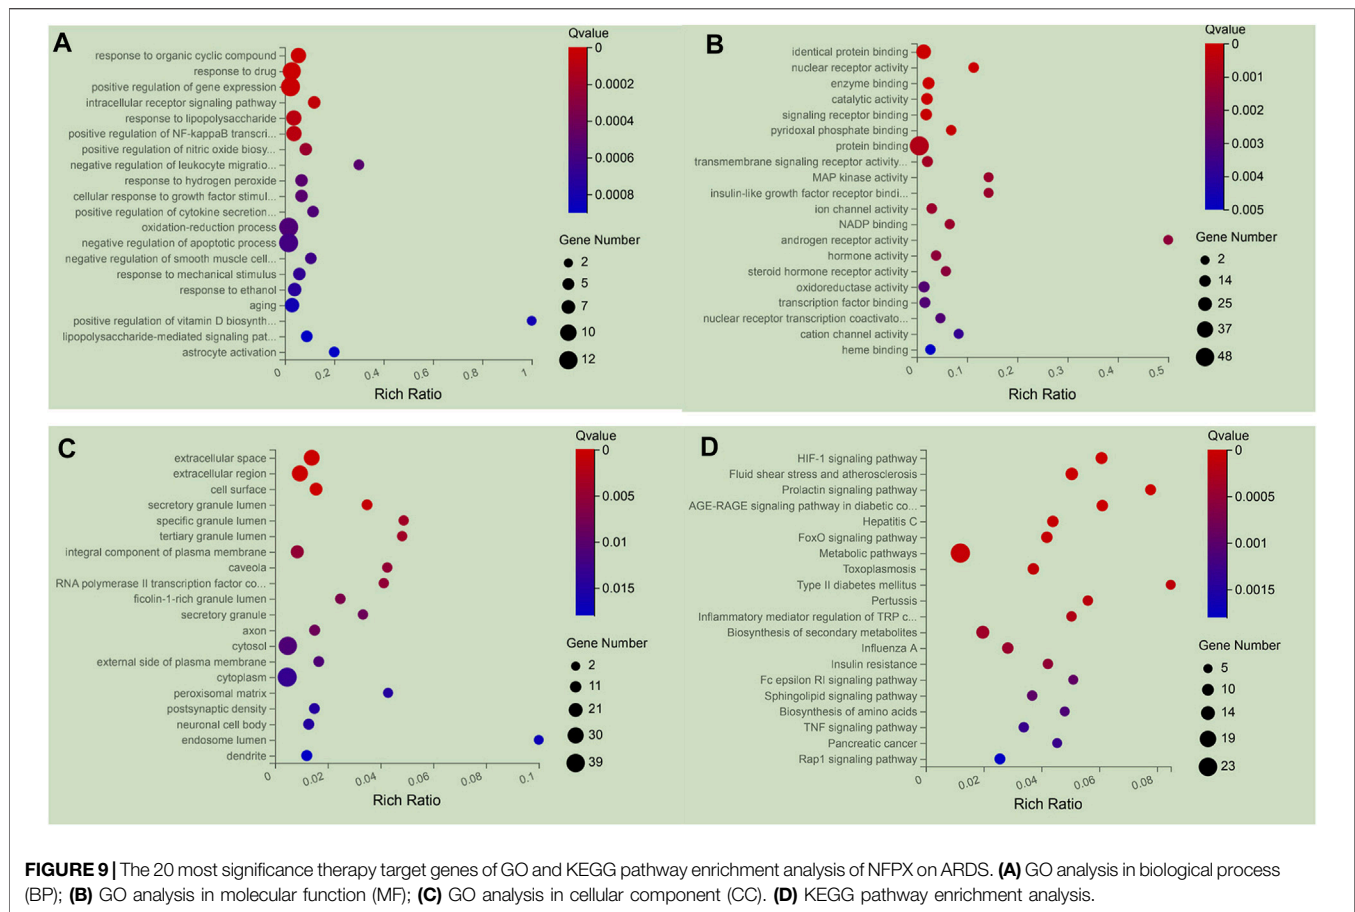 A
response to organic cyclic compound
response to drug
positive regulation of gene expression
intracellular receptor signaling pathway
response to lipopolysaccharide
positive regulation of NF-kappaB transcri...
positive regulation of nitric oxide biosy...
negative regulation of leukocyte migratio...
response to hydrogen peroxide
cellular response to growth factor stimul...
positive regulation of cytokine secretion...
oxidation-reduction process
negative regulation of apoptotic process
negative regulation of smooth muscle cell...
response to mechanical stimulus
response to ethanol
aging
positive regulation of vitamin D biosynth...
lipopolysaccharide-mediated signaling pat...
astrocyte activation
0 0.2 0.4 0.6 0.8 1
Rich Ratio
Qvalue
0
0.0002
0.0004
0.0006
0.0008
Gene Number
2
5
7
10
12
B
identical protein binding
nuclear receptor activity
enzyme binding
catalytic activity
signaling receptor binding
pyridoxal phosphate binding
protein binding
transmembrane signaling receptor activity...
MAP kinase activity
insulin-like growth factor receptor bindi...
ion channel activity
NADP binding
androgen receptor activity
hormone activity
steroid hormone receptor activity
oxidoreductase activity
transcription factor binding
nuclear receptor transcription coactivato...
cation channel activity
heme binding
0 0.1 0.2 0.3 0.4 0.5
Rich Ratio
Qvalue
0
0.001
0.002
0.003
0.004
0.005
Gene Number
2
14
25
37
48
C
extracellular space
extracellular region
cell surface
secretory granule lumen
specific granule lumen
tertiary granule lumen
integral component of plasma membrane
caveola
RNA polymerase II transcription factor co...
ficolin-1-rich granule lumen
secretory granule
axon
cytosol
external side of plasma membrane
cytoplasm
peroxisomal matrix
postsynaptic density
neuronal cell body
endosome lumen
dendrite
0 0.02 0.04 0.06 0.08 0.1
Rich Ratio
Qvalue
0
0.005
0.01
0.015
Gene Number
2
11
21
30
39
D
HIF-1 signaling pathway
Fluid shear stress and atherosclerosis
Prolactin signaling pathway
AGE-RAGE signaling pathway in diabetic co...
Hepatitis C
FoxO signaling pathway
Metabolic pathways
Toxoplasmosis
Type II diabetes mellitus
Pertussis
Inflammatory mediator regulation of TRP c...
Biosynthesis of secondary metabolites
Influenza A
Insulin resistance
Fc epsilon RI signaling pathway
Sphingolipid signaling pathway
Biosynthesis of amino acids
TNF signaling pathway
Pancreatic cancer
Rap1 signaling pathway
0 0.02 0.04 0.06 0.08
Rich Ratio
Qvalue
0
0.0005
0.001
0.0015
Gene Number
5
10
14
19
23
FIGURE 9 | The 20 most significance therapy target genes of GO and KEGG pathway enrichment analysis of NFPX on ARDS. (A) GO analysis in biological process
(BP); (B) GO analysis in molecular function (MF); (C) GO analysis in cellular component (CC). (D) KEGG pathway enrichment analysis.